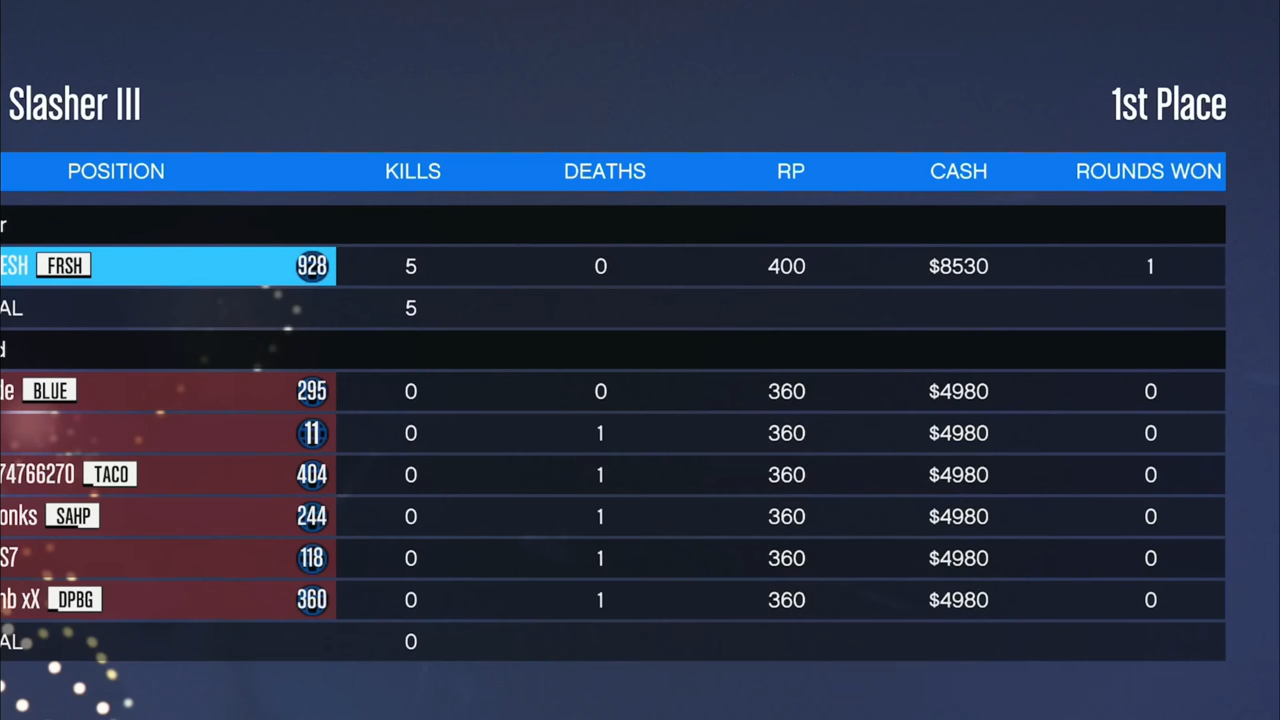 Slasher III 1st Place
POSITION KILLS DEATHS RP CASH ROUNDS WON
r
ESH FRSH 928 5 0 400 $8530 1
AL 5
d
de BLUE 295 0 0 360 $4980 0
11 0 1 360 $4980 0
74766270 TACO 404 0 1 360 $4980 0
onks SAHP 244 0 1 360 $4980 0
S7 118 0 1 360 $4980 0
nb xX DPBG 360 0 1 360 $4980 0
AL 0